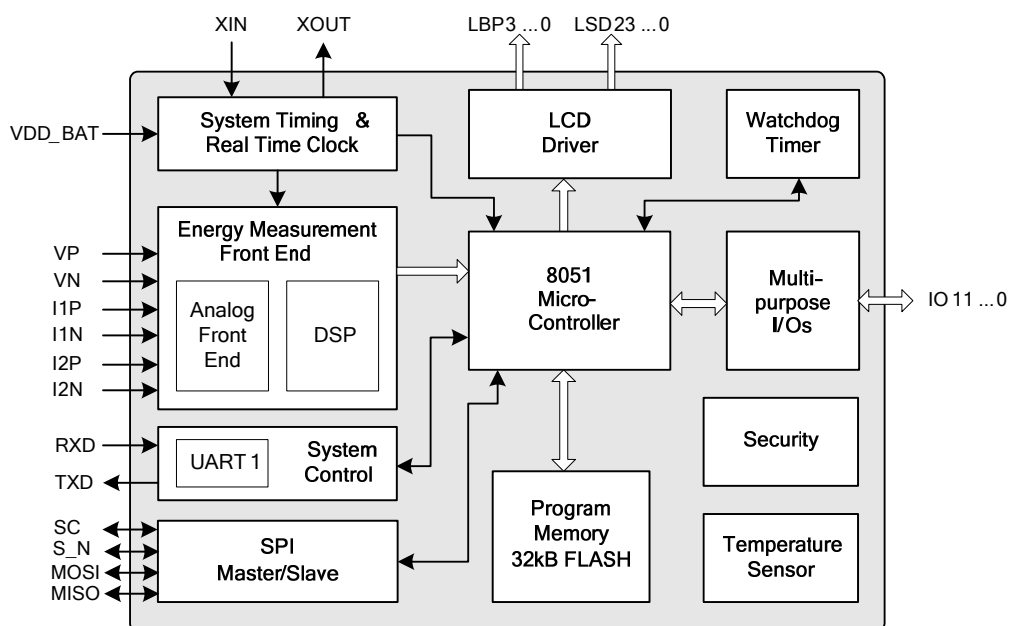 XIN
XOUT
LBP3 ...0
LSD23 ...0
VDD_BAT
System Timing &
Real Time Clock
LCD
Driver
Watchdog
Timer
Energy Measurement
Front End
VP
VN
I1P
I1N
I2P
I2N
Analog
Front
End
DSP
8051
Micro-
Controller
Multi-
purpose
I/Os
IO 11 ...0
RXD
TXD
UART 1
System
Control
Security
SC
S_N
MOSI
MISO
SPI
Master/Slave
Program
Memory
32kB FLASH
Temperature
Sensor